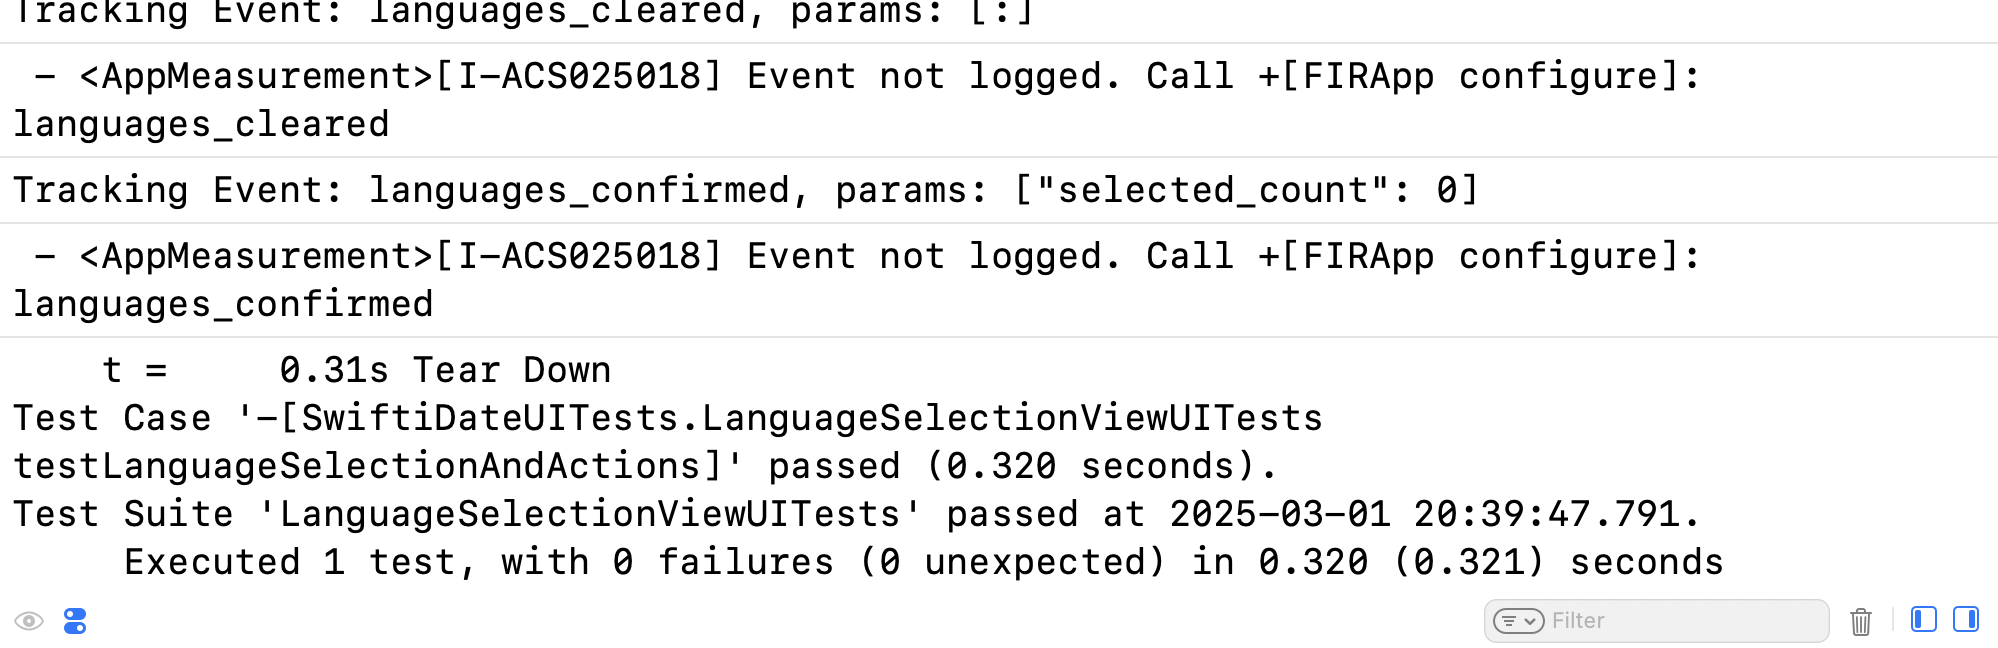 Tracking Event: languages_cleared, params: [:]
 - <AppMeasurement>[I-ACS025018] Event not logged. Call +[FIRApp configure]:
languages_cleared
Tracking Event: languages_confirmed, params: ["selected_count": 0]
 - <AppMeasurement>[I-ACS025018] Event not logged. Call +[FIRApp configure]:
languages_confirmed
    t =     0.31s Tear Down
Test Case '-[SwiftiDateUITests.LanguageSelectionViewUITests
testLanguageSelectionAndActions]' passed (0.320 seconds).
Test Suite 'LanguageSelectionViewUITests' passed at 2025-03-01 20:39:47.791.
     Executed 1 test, with 0 failures (0 unexpected) in 0.320 (0.321) seconds
Filter